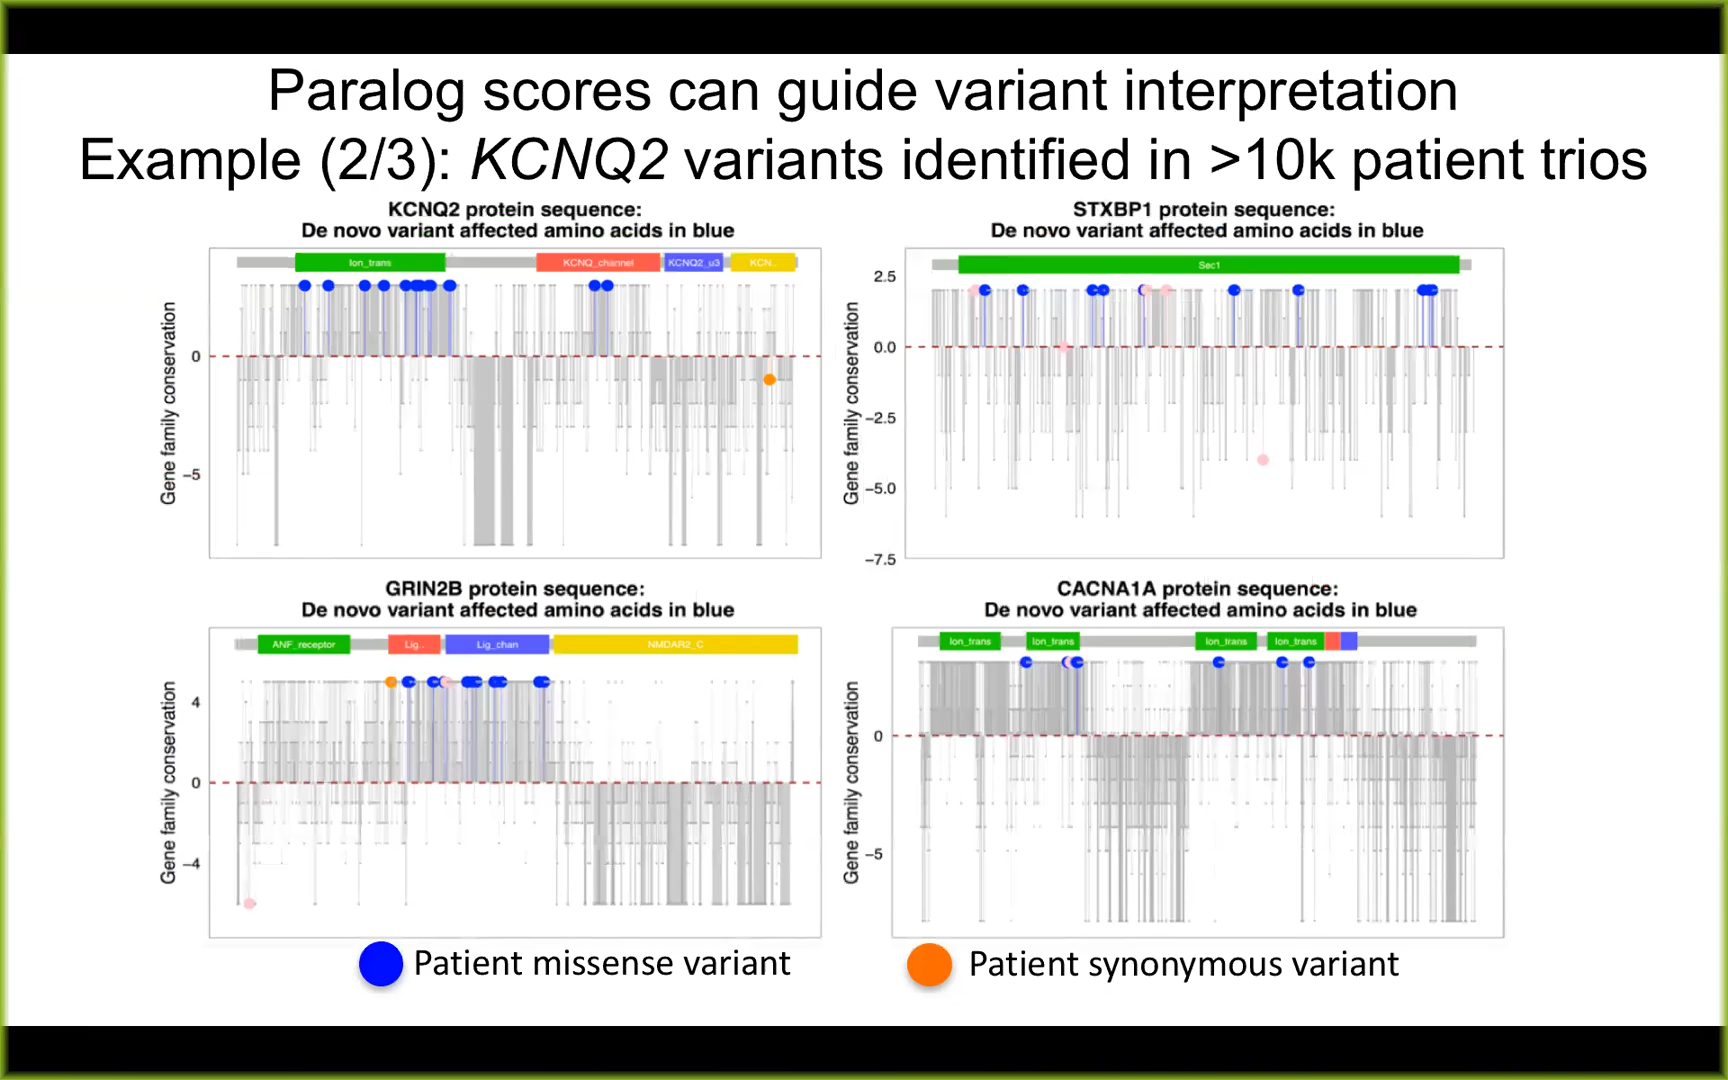 Paralog scores can guide variant interpretation
Example (2/3): KCNQ2 variants identified in >10k patient trios
KCNQ2 protein sequence:
De novo variant affected amino acids in blue
Ion_trans
KCNQ_channel
KCNQ2_u3
KCN..
Gene family conservation
0
−5
STXBP1 protein sequence:
De novo variant affected amino acids in blue
Sec1
Gene family conservation
2.5
0.0
−2.5
−5.0
−7.5
GRIN2B protein sequence:
De novo variant affected amino acids in blue
ANF_receptor
Lig..
Lig_chan
NMDAR2_C
Gene family conservation
4
0
−4
CACNA1A protein sequence:
De novo variant affected amino acids in blue
Ion_trans
Ion_trans
Ion_trans
Ion_trans
Gene family conservation
0
−5
Patient missense variant
Patient synonymous variant